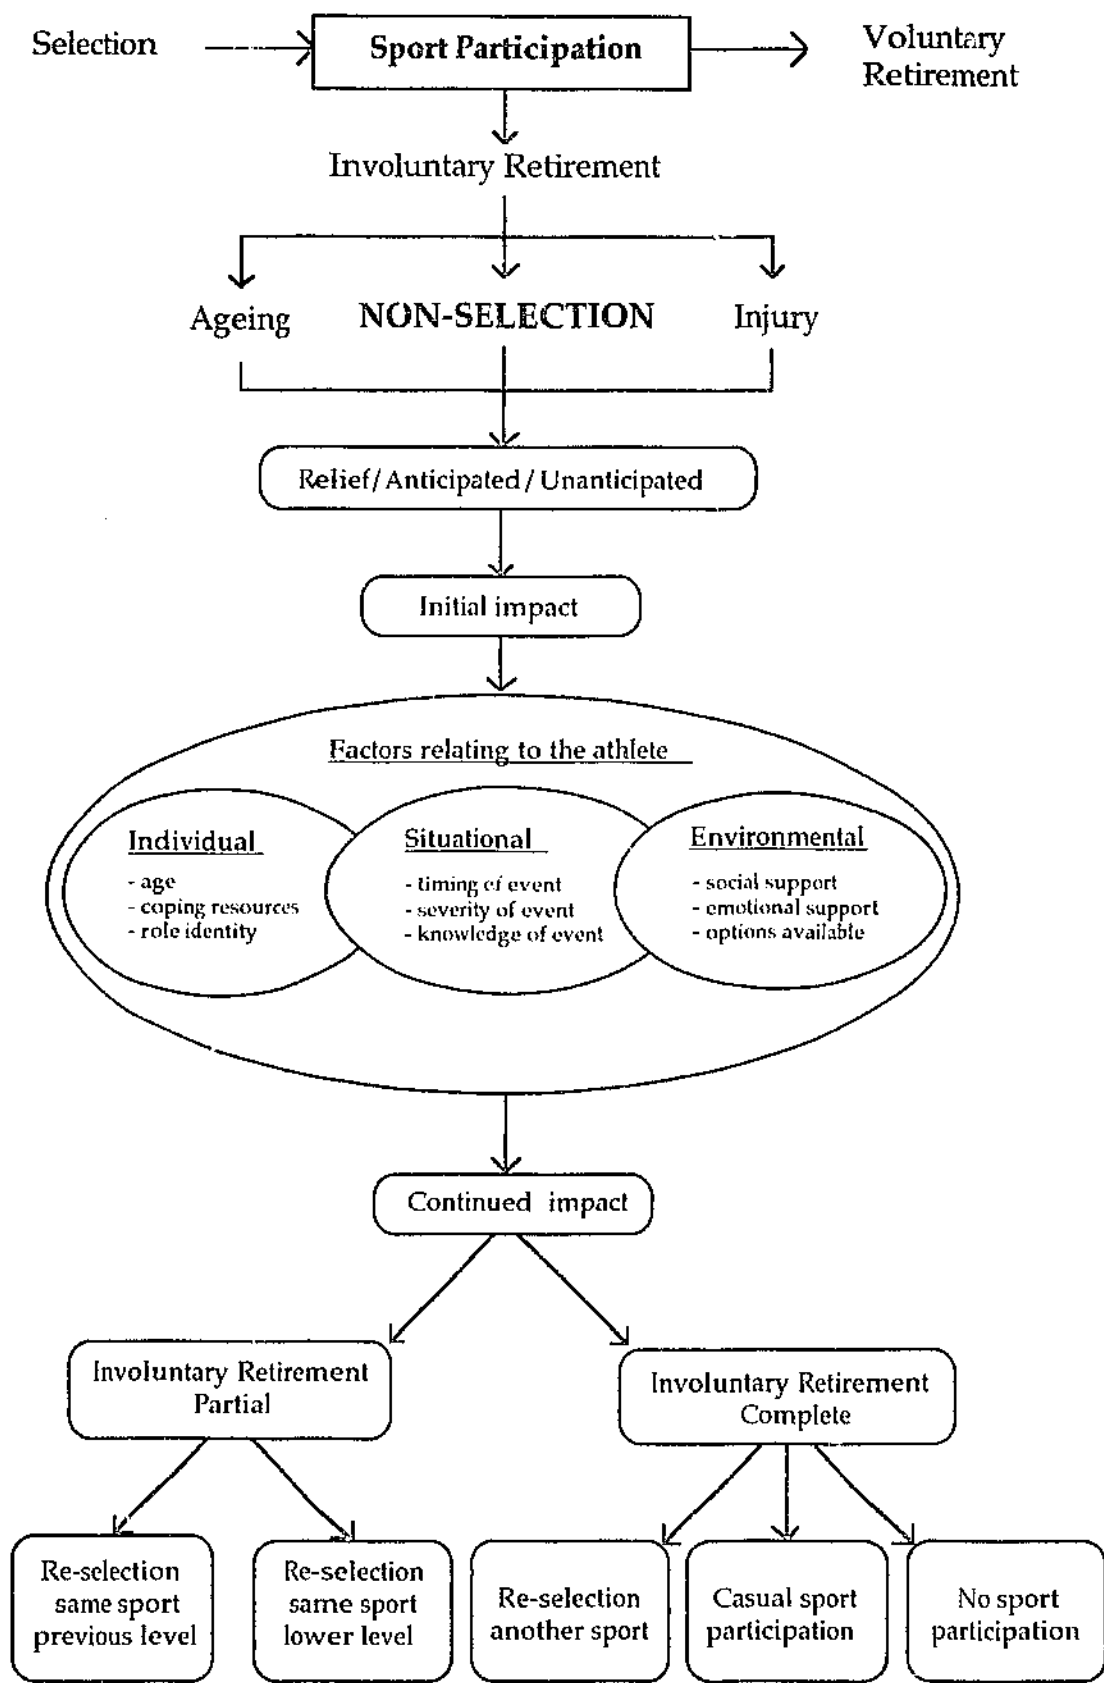 Selection
Sport Participation
Voluntary
Retirement
Involuntary Retirement
Ageing
NON-SELECTION
Injury
Relief/Anticipated/Unanticipated
Initial impact
Factors relating to the athlete
Individual
- age
- coping resources
- role identity
Situational
- timing of event
- severity of event
- knowledge of event
Environmental
- social support
- emotional support
- options available
Continued impact
Involuntary Retirement
Partial
Involuntary Retirement
Complete
Re-selection
same sport
previous level
Re-selection
same sport
lower level
Re-selection
another sport
Casual sport
participation
No sport
participation